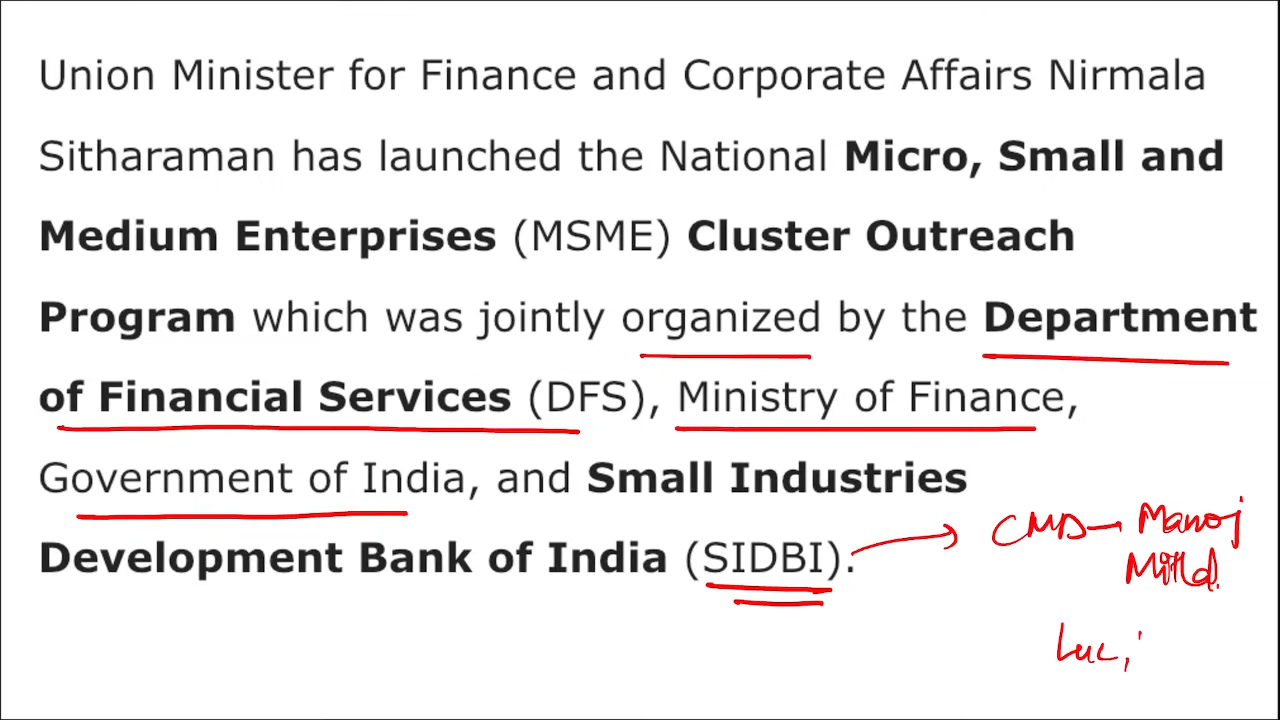 Union Minister for Finance and Corporate Affairs Nirmala
Sitharaman has launched the National Micro, Small and
Medium Enterprises (MSME) Cluster Outreach
Program which was jointly organized by the Department
of Financial Services (DFS), Ministry of Finance,
Government of India, and Small Industries
Development Bank of India (SIDBI).
CMD - Manoj
Luc